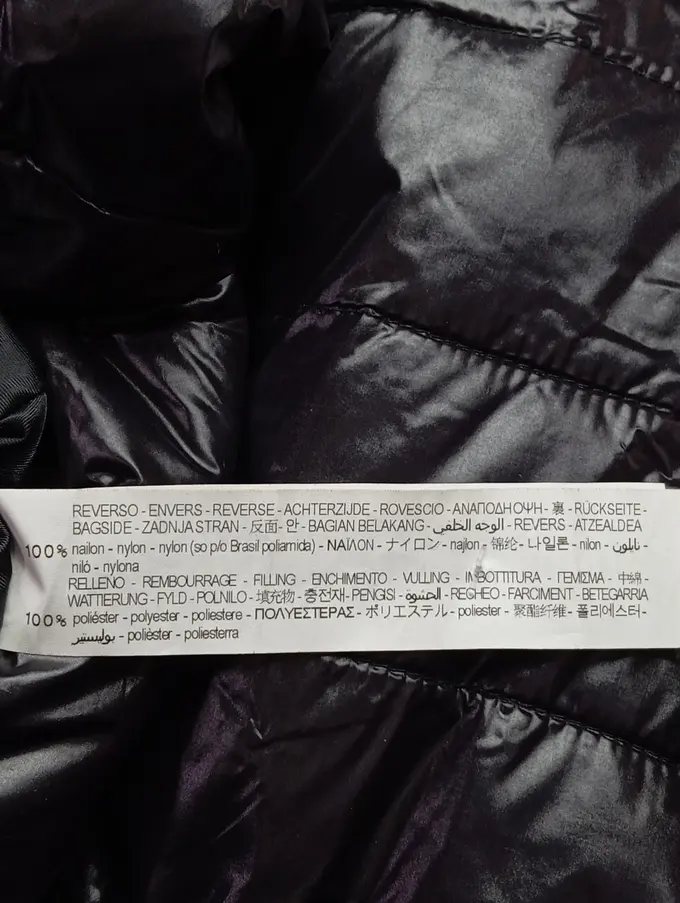 REVERSO - ENVERS - REVERSE - ACHTERZIJDE - ROVESCIO - ΑΝΑΠΟΔΗ ΟΨΗ - 裏 - RÜCKSEITE -
BAGSIDE - ZADNJA STRAN - 反面 - 안 - BAGIAN BELAKANG - الوجه الخلفي - REVERS - ATZEALDEA
100% nailon - nylon - nylon (so p/o Brasil poliamida) - ΝΑΪΛΟΝ - ナイロン - najlon - 锦纶 - 나일론 - nilon - نايلون -
niló - nylona
RELLENO - REMBOURRAGE - FILLING - ENCHIMENTO - VULLING - IMBOTTITURA - ΓΕΜΙΣΜΑ - 中綿 -
WATTIERUNG - FYLD - POLNILO - 填充物 - 충전재 - PENGISI - الحشوة - REGHEO - FARCIMENT - BETEGARRIA
100% poliéster - polyester - poliestere - ΠΟΛΥΕΣΤΕΡΑΣ - ポリエステル - poliester - 聚酯纤维 - 폴리에스터 -
بوليستير - polièster - poliesterra